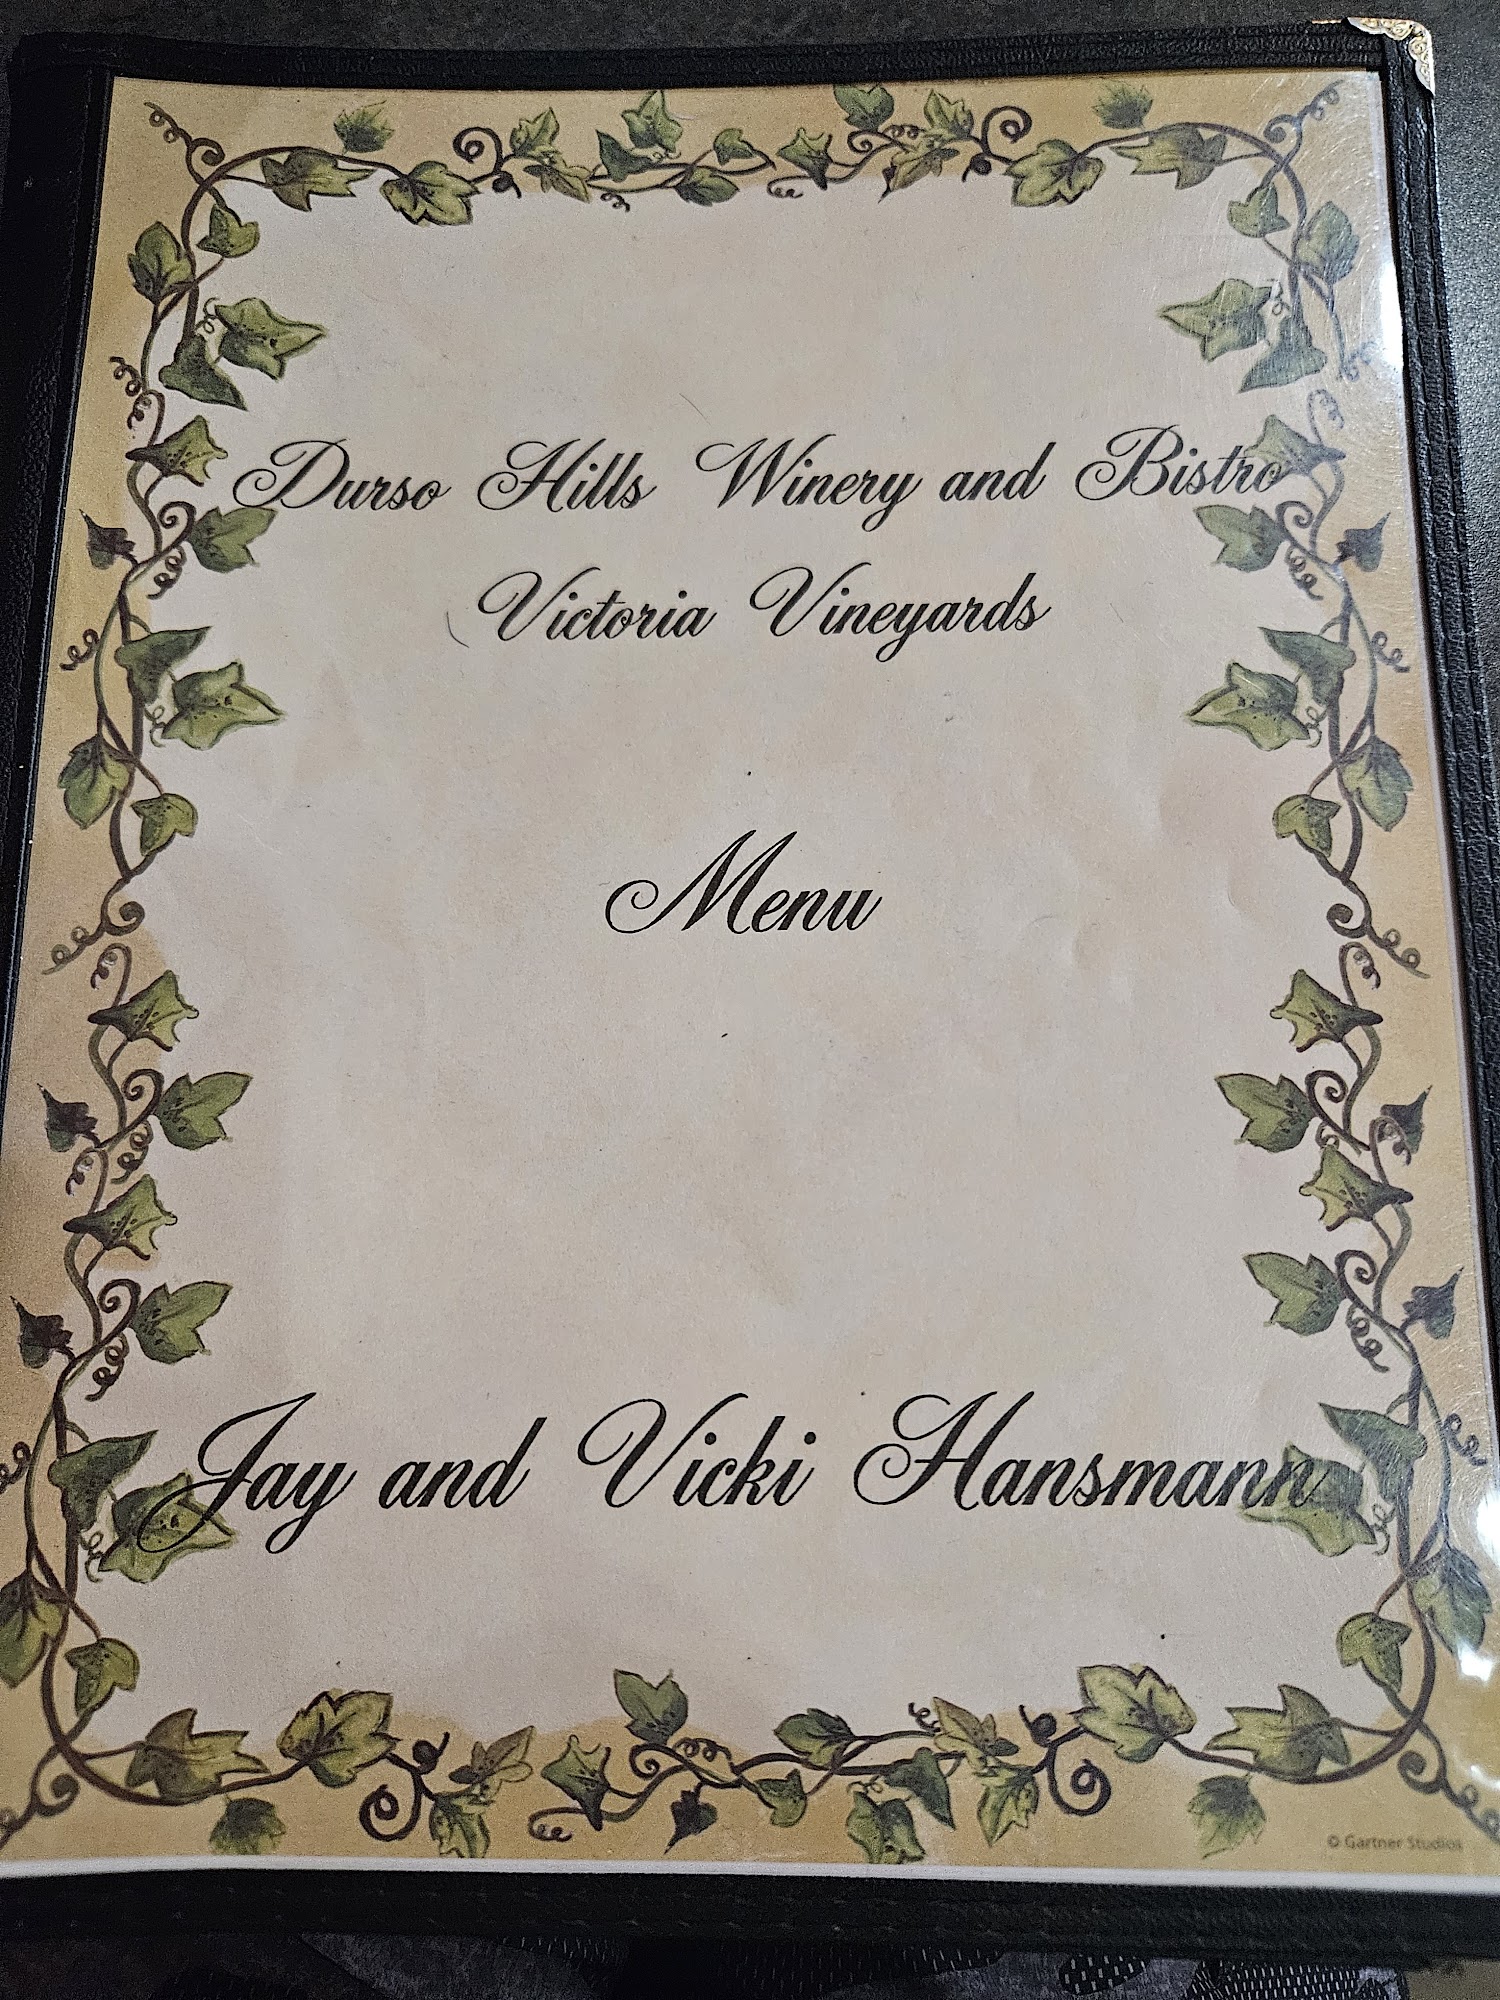 Durso Hills Winery and Bistro
Victoria Vineyards
Menu
Jay and Vicki Hansmann
© Gartner Studios